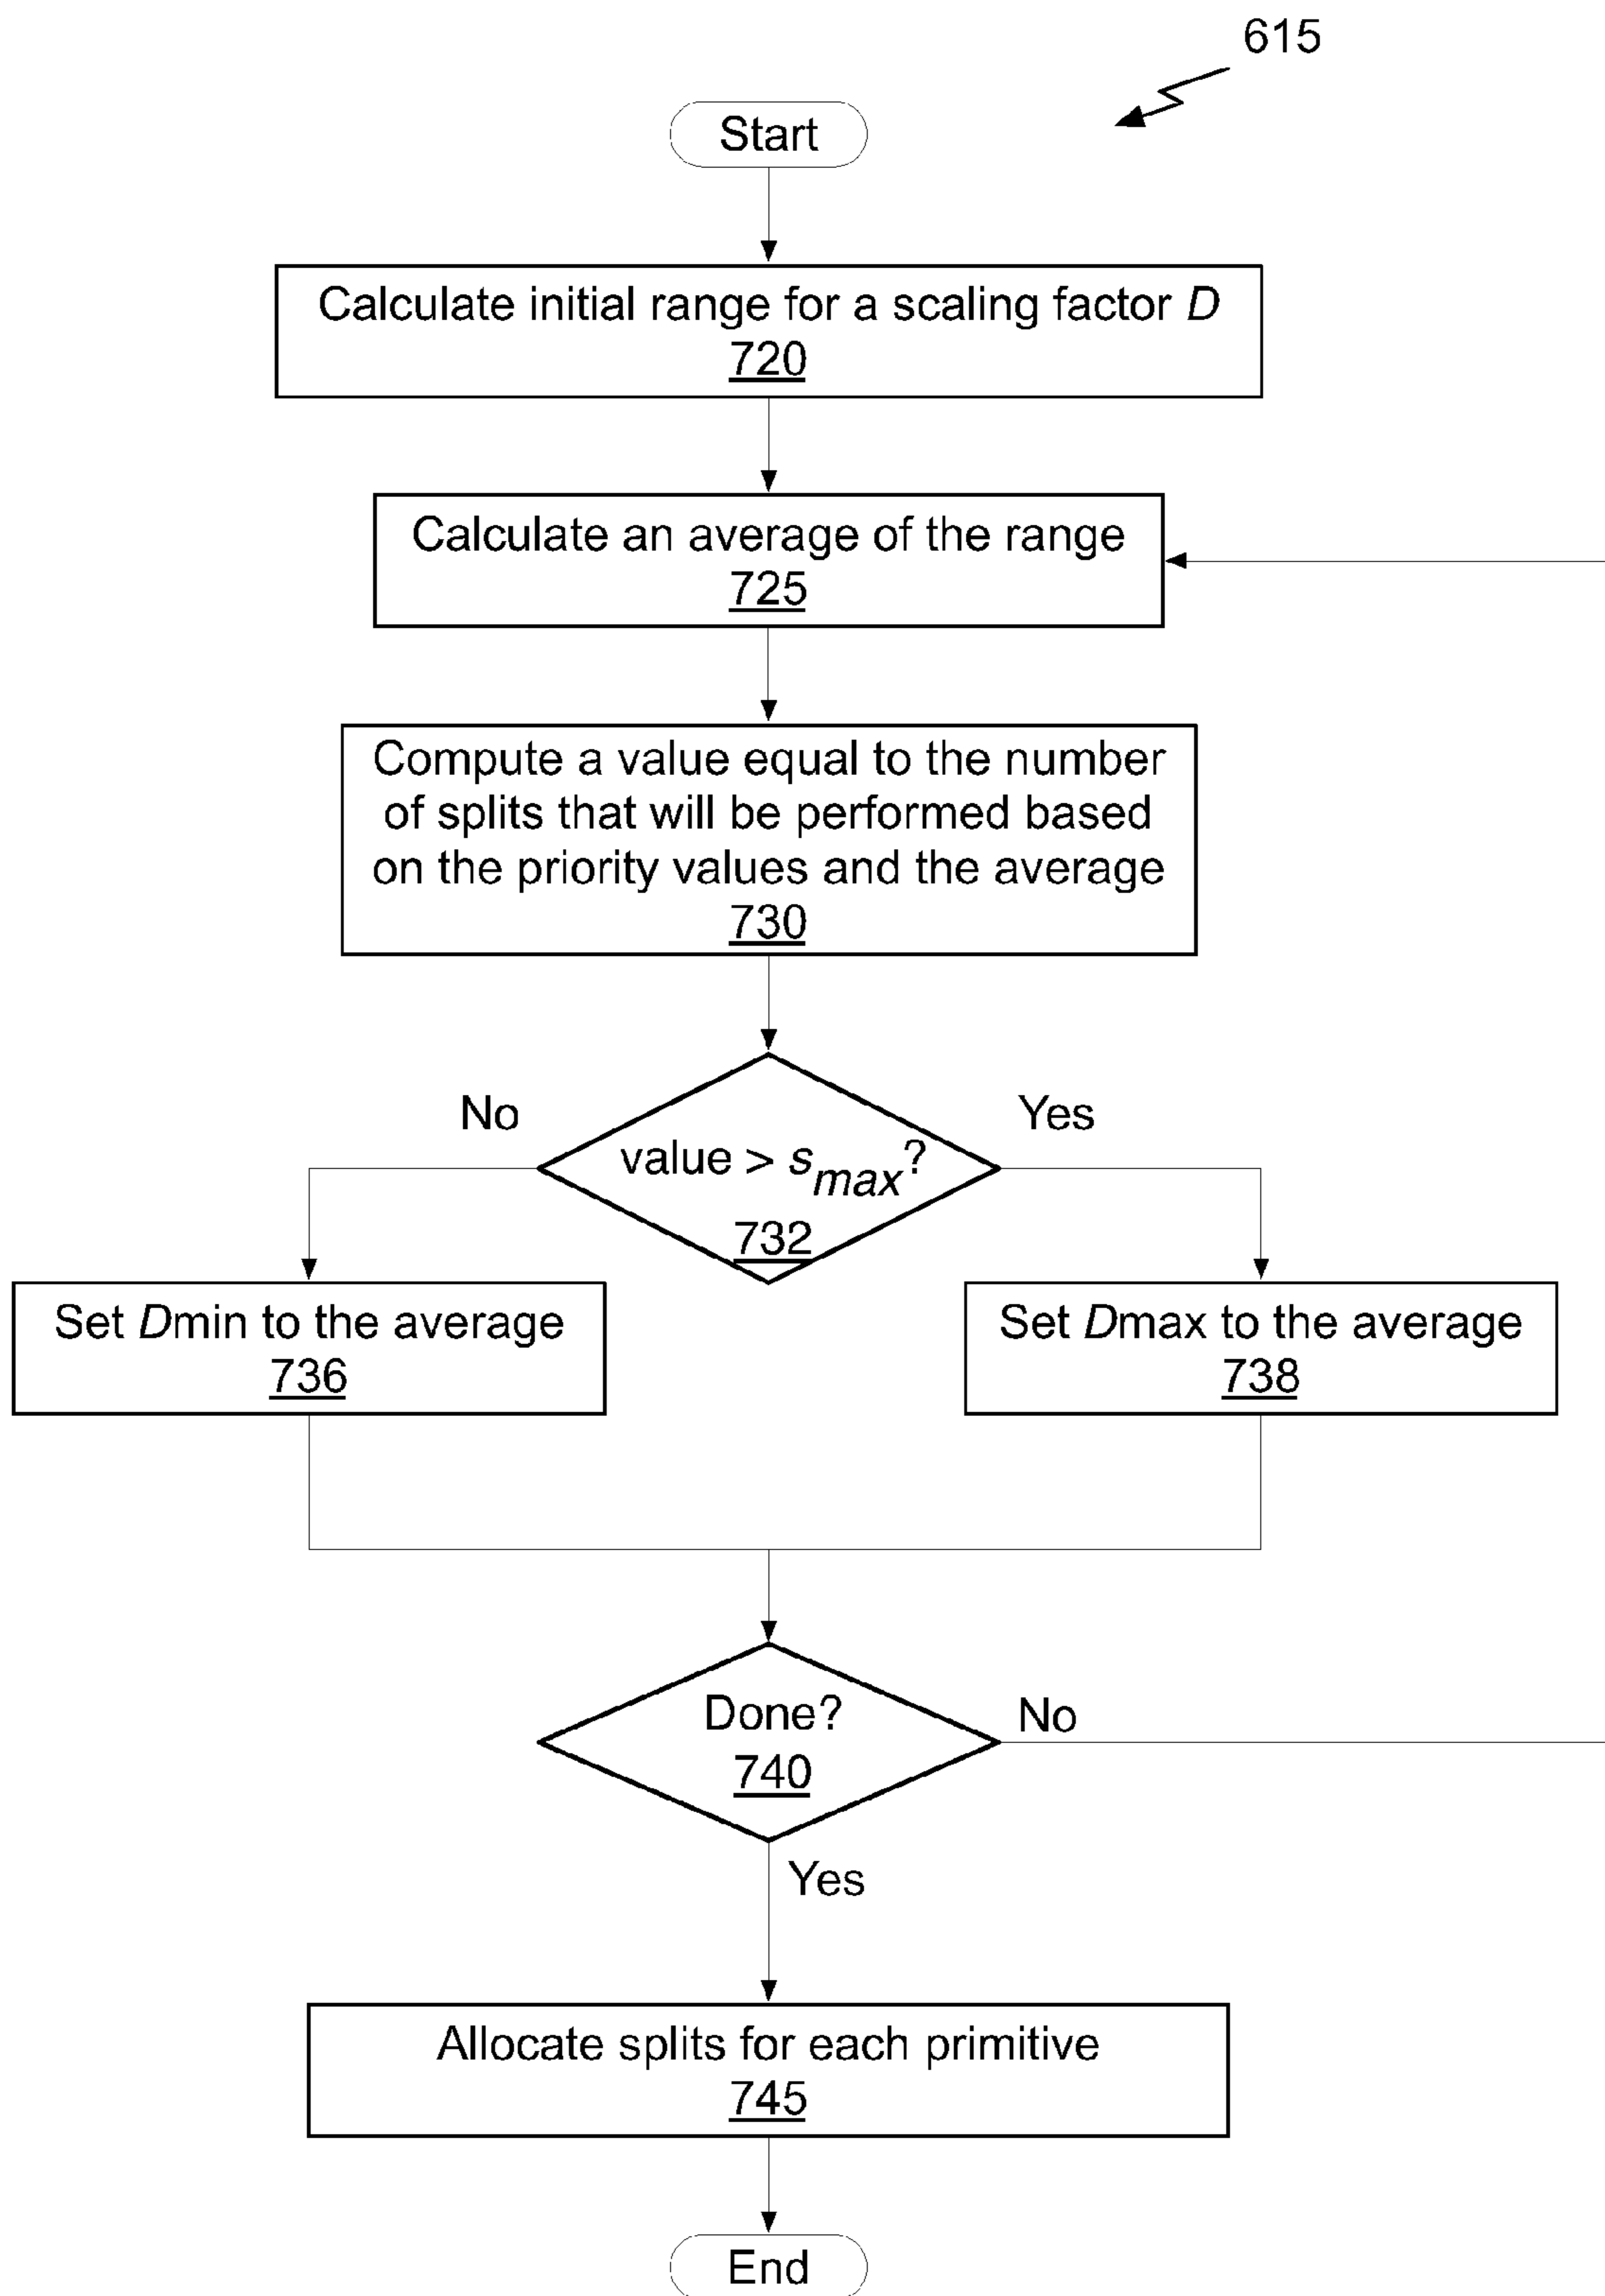 615
Start
Calculate initial range for a scaling factor D
720
Calculate an average of the range
725
Compute a value equal to the number
of splits that will be performed based
on the priority values and the average
730
No
Yes
value > smax?
732
Set Dmin to the average
736
Set Dmax to the average
738
Done?
740
No
Yes
Allocate splits for each primitive
745
End